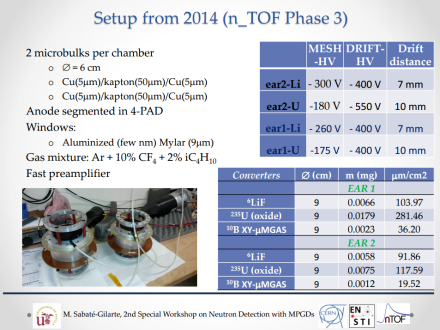 Setup from 2014 (n_TOF Phase 3)
2 microbulks per chamber
o ∅ = 6 cm
o Cu(5µm)/kapton(50µm)/Cu(5µm)
o Cu(5µm)/kapton(50µm)/Cu(5µm)
Anode segmented in 4-PAD
Windows:
o Aluminized (few nm) Mylar (9µm)
Gas mixture: Ar + 10% CF4 + 2% iC4H10
Fast preamplifier
MESH-HV DRIFT-HV Drift distance
ear2-Li - 300 V - 400 V 7 mm
ear2-U -180 V - 550 V 10 mm
ear1-Li - 260 V - 400 V 7 mm
ear1-U -175 V - 400 V 10 mm
Converters ∅ (cm) m (mg) µm/cm2
EAR 1
6LiF 9 0.0066 103.97
235U (oxide) 9 0.0179 281.46
10B XY-µMGAS 9 0.0023 36.20
EAR 2
6LiF 9 0.0058 91.86
235U (oxide) 9 0.0075 117.59
10B XY-µMGAS 9 0.0012 19.52
M. Sabaté-Gilarte, 2nd Special Workshop on Neutron Detection with MPGDs
CERN
EN
STI
nTOF